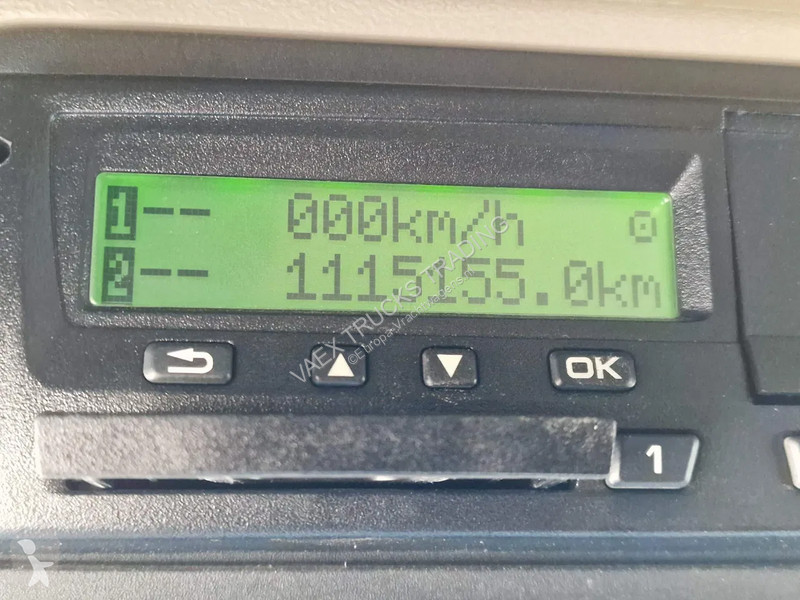 1-- 000km/h
2-- 1115155.0km
OK
1
VAEX TRUCKS TRADING